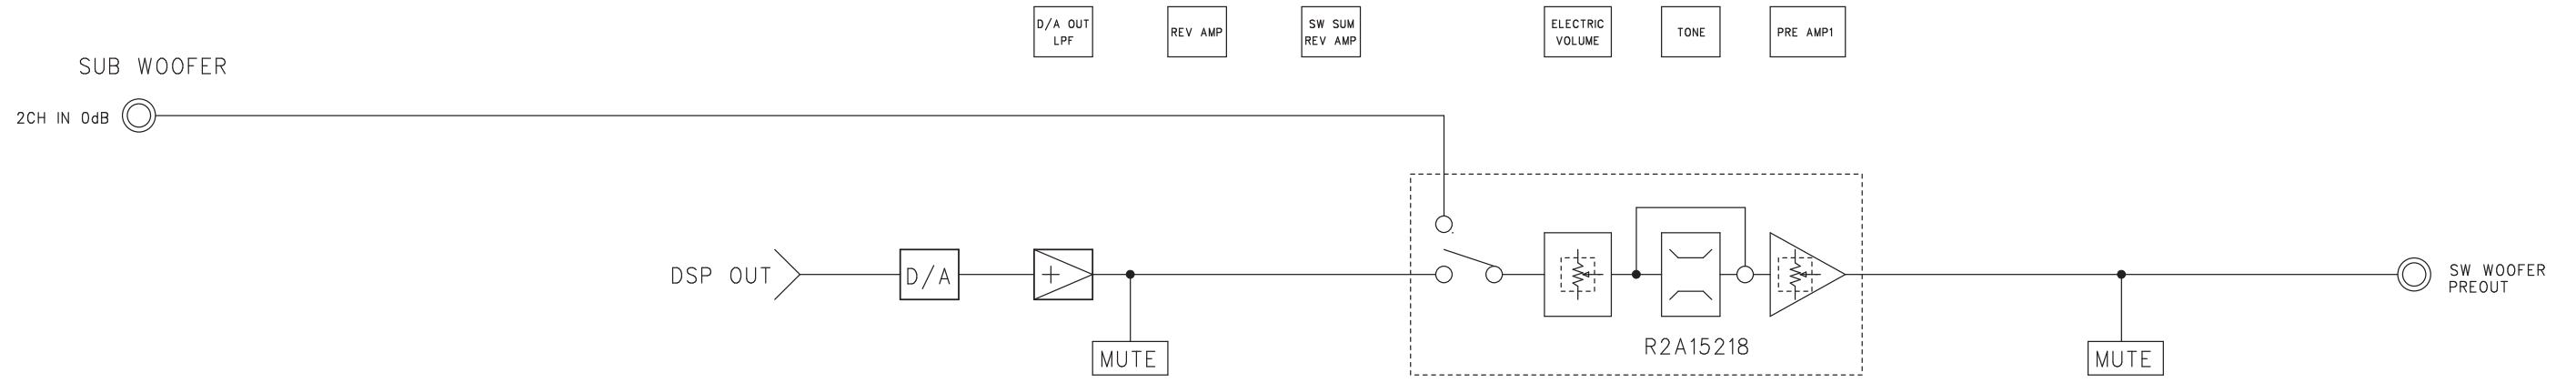 D/A OUT
LPF
REV AMP
SW SUM
REV AMP
ELECTRIC
VOLUME
TONE
PRE AMP1
SUB WOOFER
2CH IN 0dB
DSP OUT
D/A
+
MUTE
R2A15218
MUTE
SW WOOFER
PREOUT